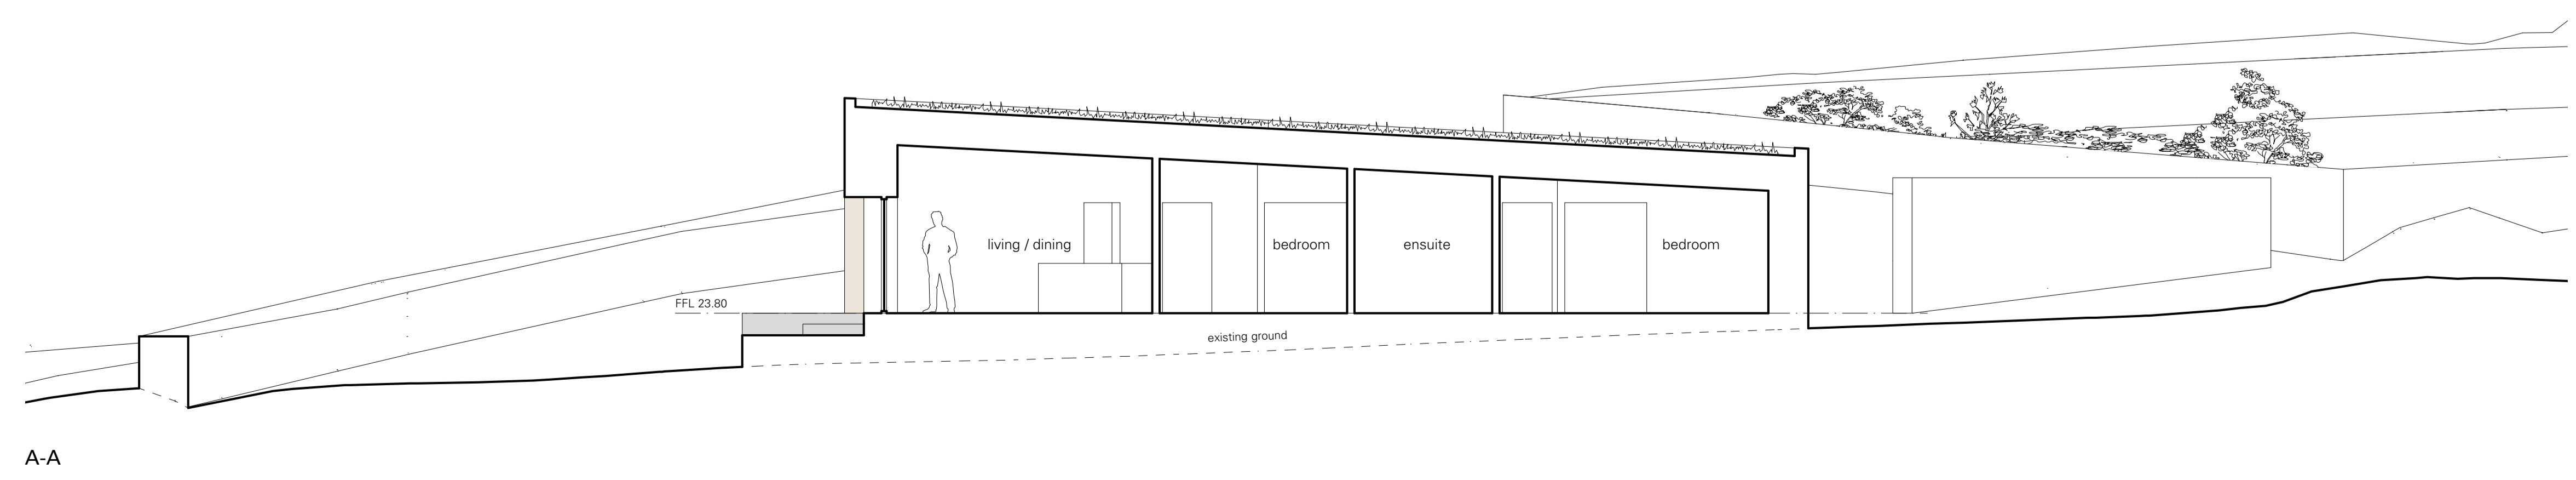 living / dining
bedroom
ensuite
bedroom
FFL 23.80
existing ground
A-A